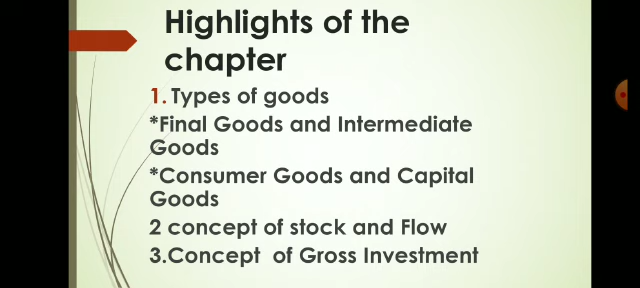 Highlights of the
chapter
1. Types of goods
*Final Goods and Intermediate
Goods
*Consumer Goods and Capital
Goods
2 concept of stock and Flow
3.Concept of Gross Investment